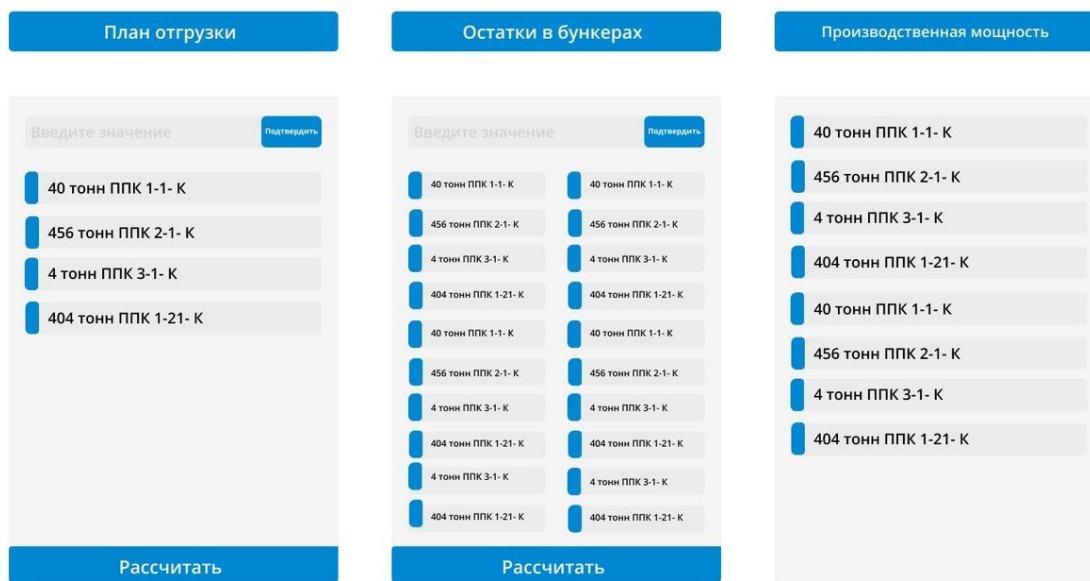 План отгрузки
Введите значение
Подтвердить
40 тонн ППК 1-1- К
456 тонн ППК 2-1- К
4 тонн ППК 3-1- К
404 тонн ППК 1-21- К
Рассчитать
Остатки в бункерах
Введите значение
Подтвердить
40 тонн ППК 1-1- К
40 тонн ППК 1-1- К
456 тонн ППК 2-1- К
456 тонн ППК 2-1- К
4 тонн ППК 3-1- К
4 тонн ППК 3-1- К
404 тонн ППК 1-21- К
404 тонн ППК 1-21- К
40 тонн ППК 1-1- К
40 тонн ППК 1-1- К
456 тонн ППК 2-1- К
456 тонн ППК 2-1- К
4 тонн ППК 3-1- К
4 тонн ППК 3-1- К
404 тонн ППК 1-21- К
404 тонн ППК 1-21- К
4 тонн ППК 3-1- К
4 тонн ППК 3-1- К
404 тонн ППК 1-21- К
404 тонн ППК 1-21- К
Рассчитать
Производственная мощность
40 тонн ППК 1-1- К
456 тонн ППК 2-1- К
4 тонн ППК 3-1- К
404 тонн ППК 1-21- К
40 тонн ППК 1-1- К
456 тонн ППК 2-1- К
4 тонн ППК 3-1- К
404 тонн ППК 1-21- К